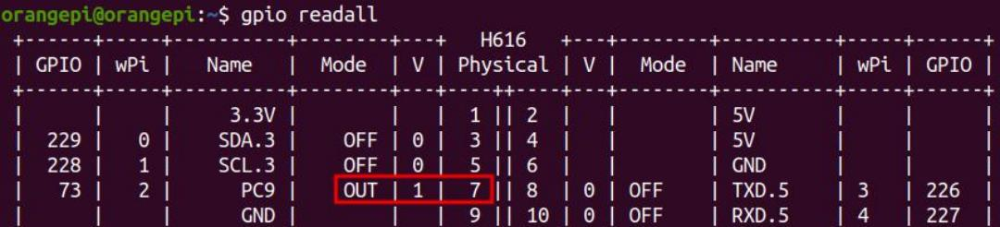 orangepi@orangepi:~$ gpio readall
+------+-----+----------+--------+---+   H616   +---+--------+----------+-----+------+
| GPIO | wPi |   Name   |  Mode  | V | Physical | V |  Mode  | Name     | wPi | GPIO |
+------+-----+----------+--------+---+----++----+---+--------+----------+-----+------+
|      |     |     3.3V |        |   |  1 || 2  |   |        | 5V       |     |      |
|  229 |   0 |    SDA.3 |    OFF | 0 |  3 || 4  |   |        | 5V       |     |      |
|  228 |   1 |    SCL.3 |    OFF | 0 |  5 || 6  |   |        | GND      |     |      |
|   73 |   2 |      PC9 |    OUT | 1 |  7 || 8  | 0 | OFF    | TXD.5    | 3   | 226  |
|      |     |      GND |        |   |  9 || 10 | 0 | OFF    | RXD.5    | 4   | 227  |